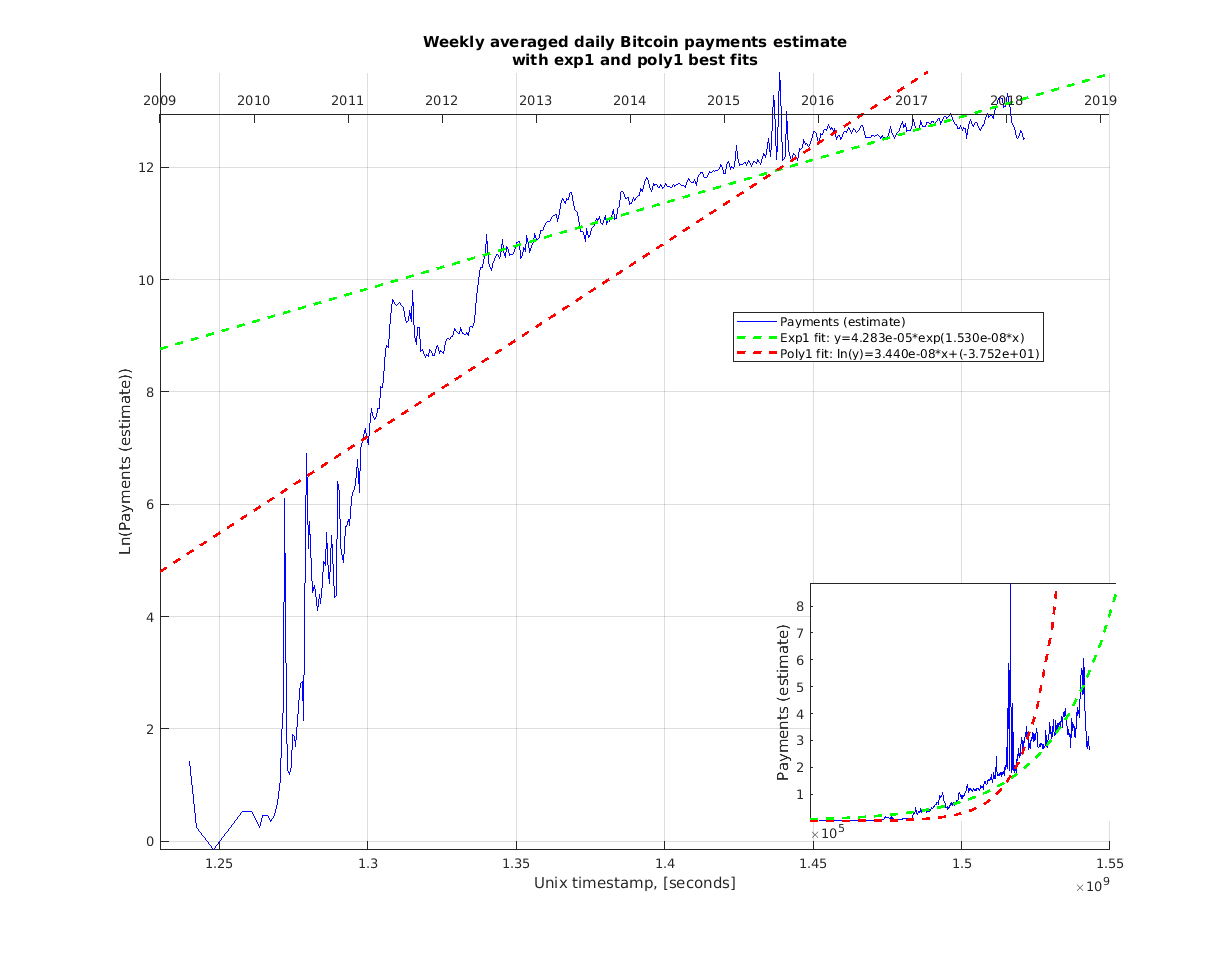 Weekly averaged daily Bitcoin payments estimate
with exp1 and poly1 best fits
2009 2010 2011 2012 2013 2014 2015 2016 2017 2018 2019
12
10
8
6
4
2
0
Ln(Payments (estimate))
Payments (estimate)
Exp1 fit: y=4.283e-05*exp(1.530e-08*x)
Poly1 fit: ln(y)=3.440e-08*x+(-3.752e+01)
8
7
6
5
4
3
2
1
Payments (estimate)
×10^5
1.25 1.3 1.35 1.4 1.45 1.5 1.55
Unix timestamp, [seconds]
×10^9